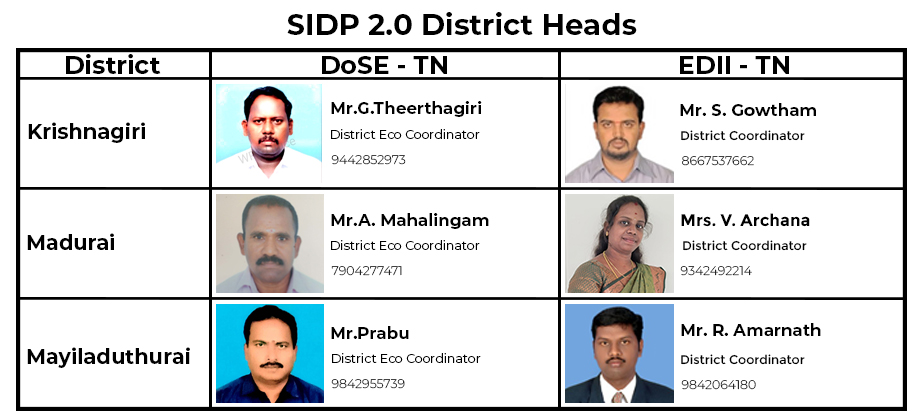 SIDP 2.0 District Heads
District
DoSE - TN
EDII - TN
Krishnagiri
Mr.G.Theerthagiri
District Eco Coordinator
9442852973
Mr. S. Gowtham
District Coordinator
8667537662
Madurai
Mr.A. Mahalingam
District Eco Coordinator
7904277471
Mrs. V. Archana
District Coordinator
9342492214
Mayiladuthurai
Mr.Prabu
District Eco Coordinator
9842955739
Mr. R. Amarnath
District Coordinator
9842064180